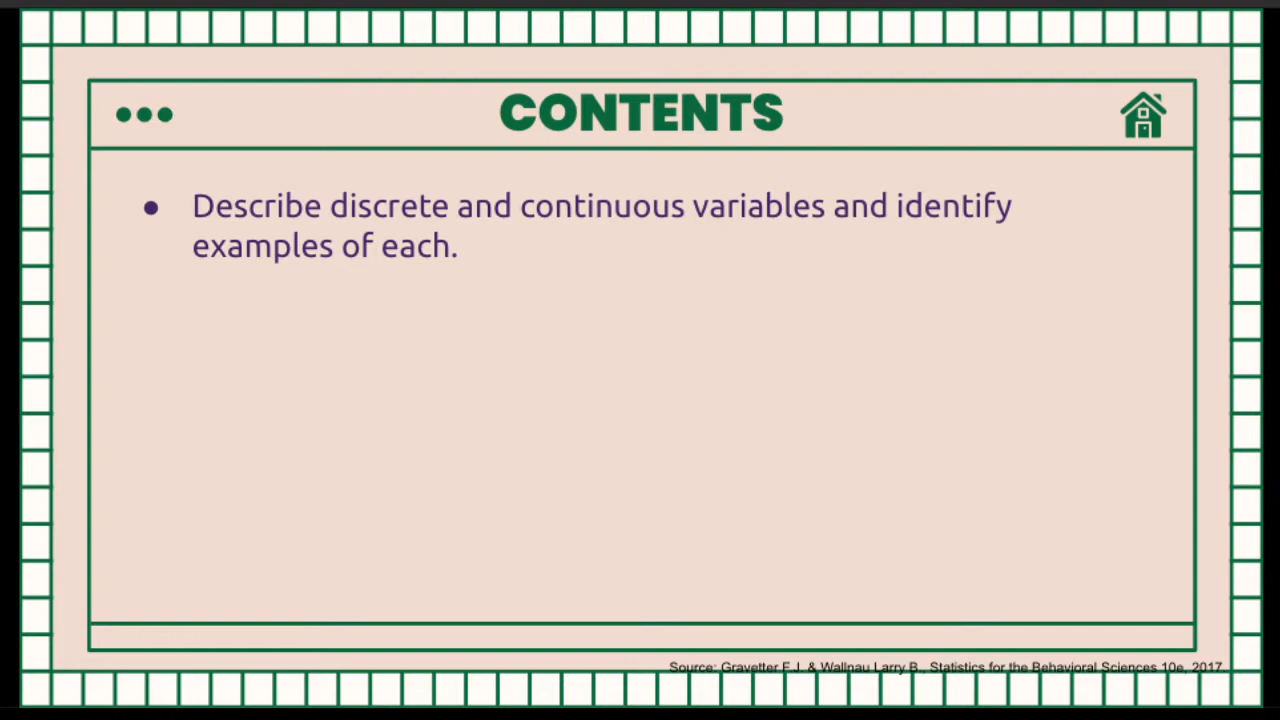 CONTENTS
● Describe discrete and continuous variables and identify
examples of each.
Source: Gravetter F.J. & Wallnau Larry B., Statistics for the Behavioral Sciences 10e, 2017.